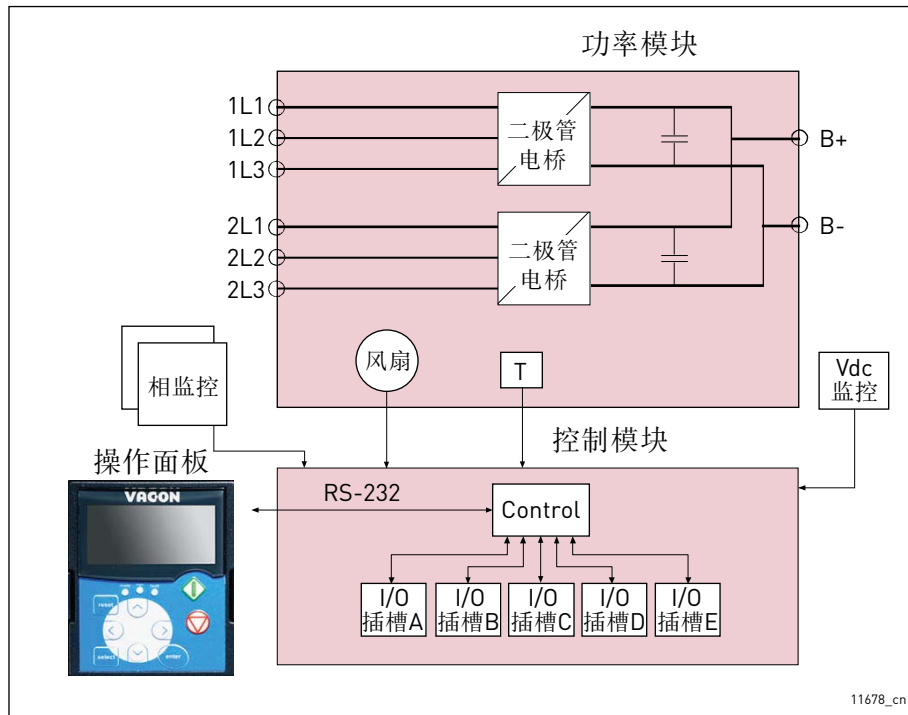 功率模块
1L1
1L2
1L3
二极管
电桥
B+
2L1
2L2
2L3
二极管
电桥
B-
相监控
风扇
T
Vdc
监控
控制模块
操作面板
VACON
RS-232
Control
I/O
插槽A
I/O
插槽B
I/O
插槽C
I/O
插槽D
I/O
插槽E
reset
select
enter
11678_cn